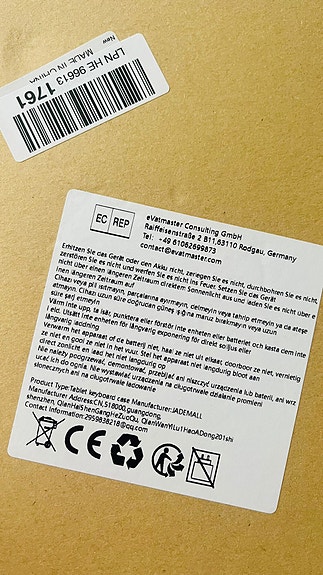 New
MADE IN CHINA
LPN HE 96613
1761
EC REP
eVatmaster Consulting GmbH
Raiffeisenstraße 2 B11,63110 Rodgau, Germany
Tel: +49 61062699873
contact@evatmaster.com
Erhitzen Sie das Gerät oder den Akku nicht, zerlegen Sie es nicht, durchbohren Sie es nicht,
zerstören Sie es nicht und werfen Sie es nicht ins Feuer. Setzen Sie das Gerät
nicht über einen längeren Zeitraum direktem Sonnenlicht aus und laden Sie es nicht über e
inen längeren Zeitraum auf
Cihazı veya pili ısıtmayın, parçalarına ayırmayın, delmeyin veya tahrip etmeyin ya da ateşe
atmayın. Cihazı uzun süre doğrudan güneş ışığına maruz bırakmayın veya uzun
süre şarj etmeyin
Värm inte upp, ta isär, punktera eller förstör inte enheten eller batteriet och kasta dem inte
i eld. Utsätt inte enheten för långvarig exponering för direkt solljus eller
långvarig laddning
Verwarm het apparaat of de batterij niet, haal ze niet uit elkaar, doorboor ze niet, vernietig
ze niet en gooi ze niet in het vuur. Stel het apparaat niet langdurig bloot aan
direct zonlicht en laad het niet langdurig op
Nie należy podgrzewać, demontować, przebijać ani niszczyć urządzenia lub baterii, ani wrz
ucać ich do ognia. Nie wystawiać urządzenia na długotrwałe działanie promieni
słonecznych ani na długotrwałe ładowanie
Product Type:Tablet keyboard case Manufacturer:JADEMALL
Manufacturer Address:CN,518000,guangdong,
shenzhen,QianHaiShenGangHeZuoQu, QianWanYiLu1HaoADong201shi
Contact Information:2959838218@qq.com
CE